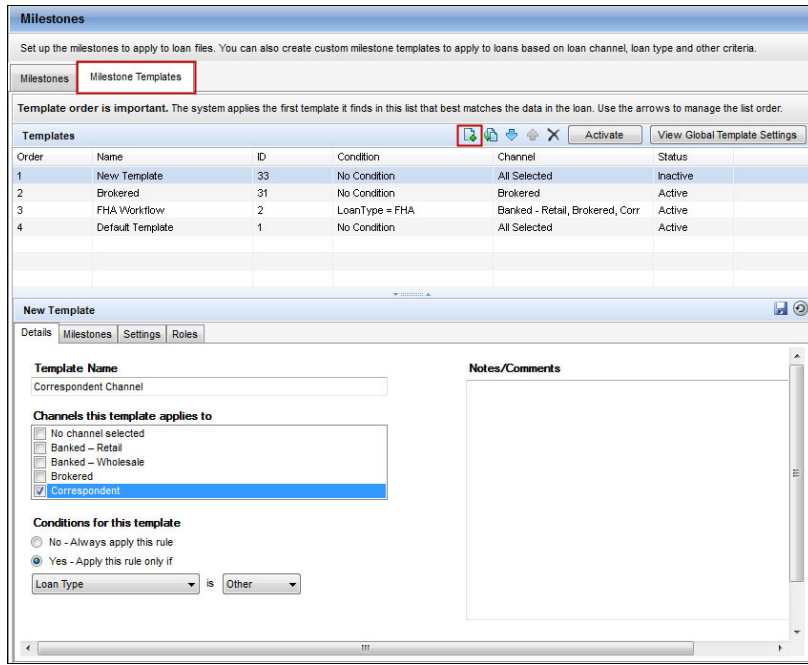 Milestones
Set up the milestones to apply to loan files. You can also create custom milestone templates to apply to loans based on loan channel, loan type and other criteria.
Milestones Milestone Templates
Template order is important. The system applies the first template it finds in this list that best matches the data in the loan. Use the arrows to manage the list order.
Templates Activate View Global Template Settings
Order Name ID Condition Channel Status
1 New Template 33 No Condition All Selected Inactive
2 Brokered 31 No Condition Brokered Active
3 FHA Workflow 2 LoanType = FHA Banked - Retail, Brokered, Corr Active
4 Default Template 1 No Condition All Selected Active
New Template
Details Milestones Settings Roles
Template Name Notes/Comments
Correspondent Channel
Channels this template applies to
No channel selected
Banked – Retail
Banked – Wholesale
Brokered
Correspondent
Conditions for this template
No - Always apply this rule
Yes - Apply this rule only if
Loan Type is Other